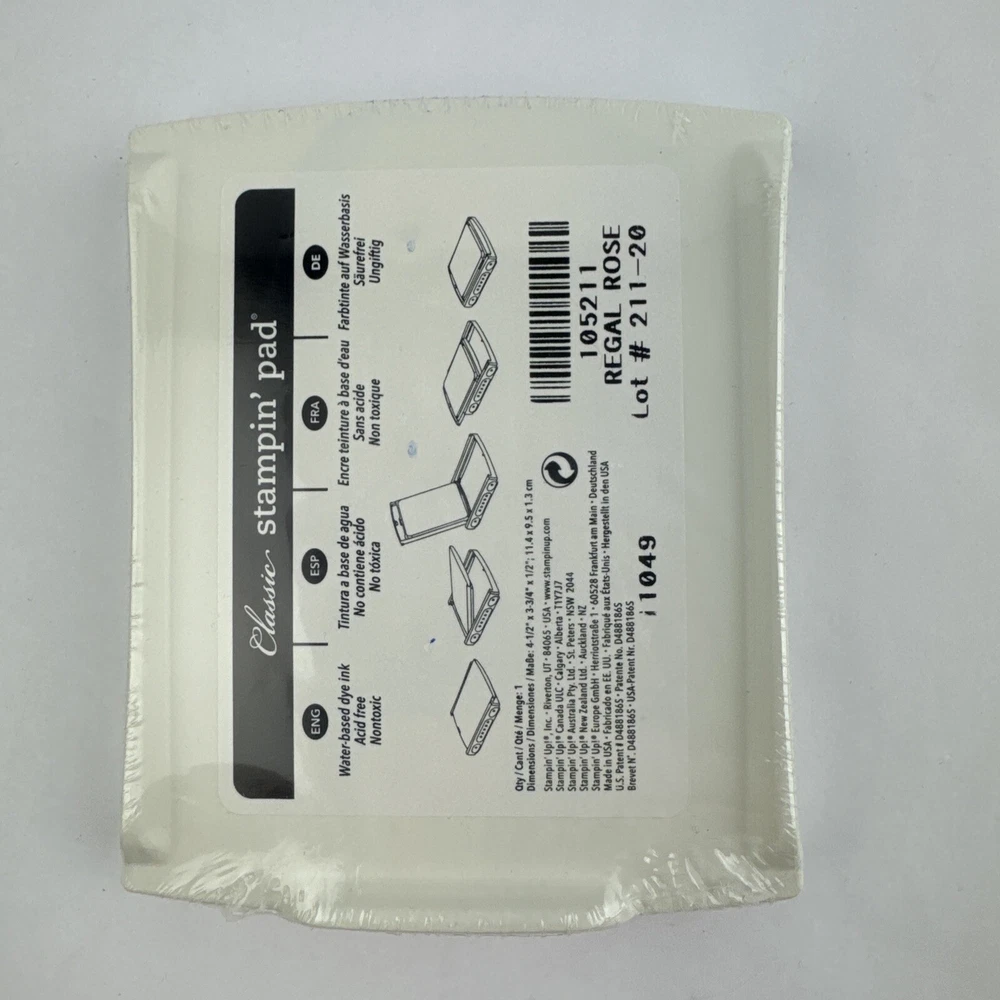 Classic stampin' pad®
ENG
Water-based dye ink
Acid free
Nontoxic
ESP
Tintura a base de agua
No contiene ácido
No tóxica
FRA
Encre teinture à base d'eau
Sans acide
Non toxique
DE
Farbtinte auf Wasserbasis
Säurefrei
Ungiftig
Qty / Cant / Qté / Menge: 1
Dimensions / Dimensiones / Maße: 4-1/2" x 3-3/4" x 1/2"; 11.4 x 9.5 x 1.3 cm
Stampin' Up!®, Inc. • Riverton, UT • 84065 • USA • www.stampinup.com
Stampin' Up!® Canada ULC • Calgary • Alberta • T1Y7J7
Stampin' Up!® Australia Pty. Ltd. • St. Peters • NSW 2044
Stampin' Up!® New Zealand Ltd. • Auckland • NZ
Stampin' Up!® Europe GmbH • Herriotstraße 1 • 60528 Frankfurt am Main • Deutschland
Made in USA • Fabricado en EE. UU. • Fabriqué aux États-Unis • Hergestellt in den USA
U.S. Patent # D4881865 • Patente No. D4881865
Brevet N°. D4881865 • USA-Patent Nr. D4881865
i1049
105211
REGAL ROSE
Lot # 211-20